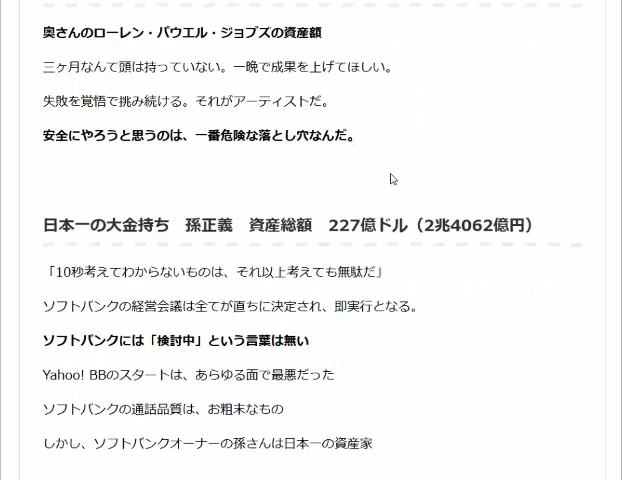 奥さんのローレン・パウエル・ジョブズの資産額
三ヶ月なんて頭は持っていない。一晩で成果を上げてほしい。
失敗を覚悟で挑み続ける。それがアーティストだ。
安全にやろうと思うのは、一番危険な落とし穴なんだ。
日本一の大金持ち　孫正義　資産総額　227億ドル（2兆4062億円）
「10秒考えてわからないものは、それ以上考えても無駄だ」
ソフトバンクの経営会議は全てが直ちに決定され、即実行となる。
ソフトバンクには「検討中」という言葉は無い
Yahoo! BBのスタートは、あらゆる面で最悪だった
ソフトバンクの通話品質は、お粗末なもの
しかし、ソフトバンクオーナーの孫さんは日本一の資産家